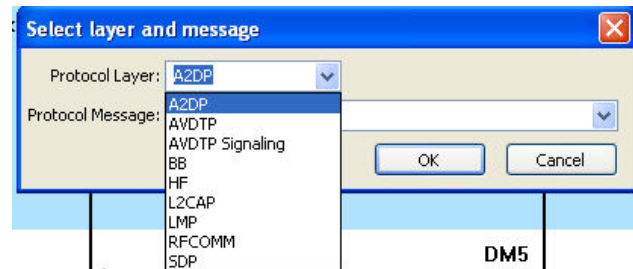 Select layer and message
Protocol Layer: A2DP
A2DP
Protocol Message:
AVDTP
AVDTP Signaling
BB
OK
Cancel
HF
L2CAP
LMP
RFCOMM
SDP
DM5